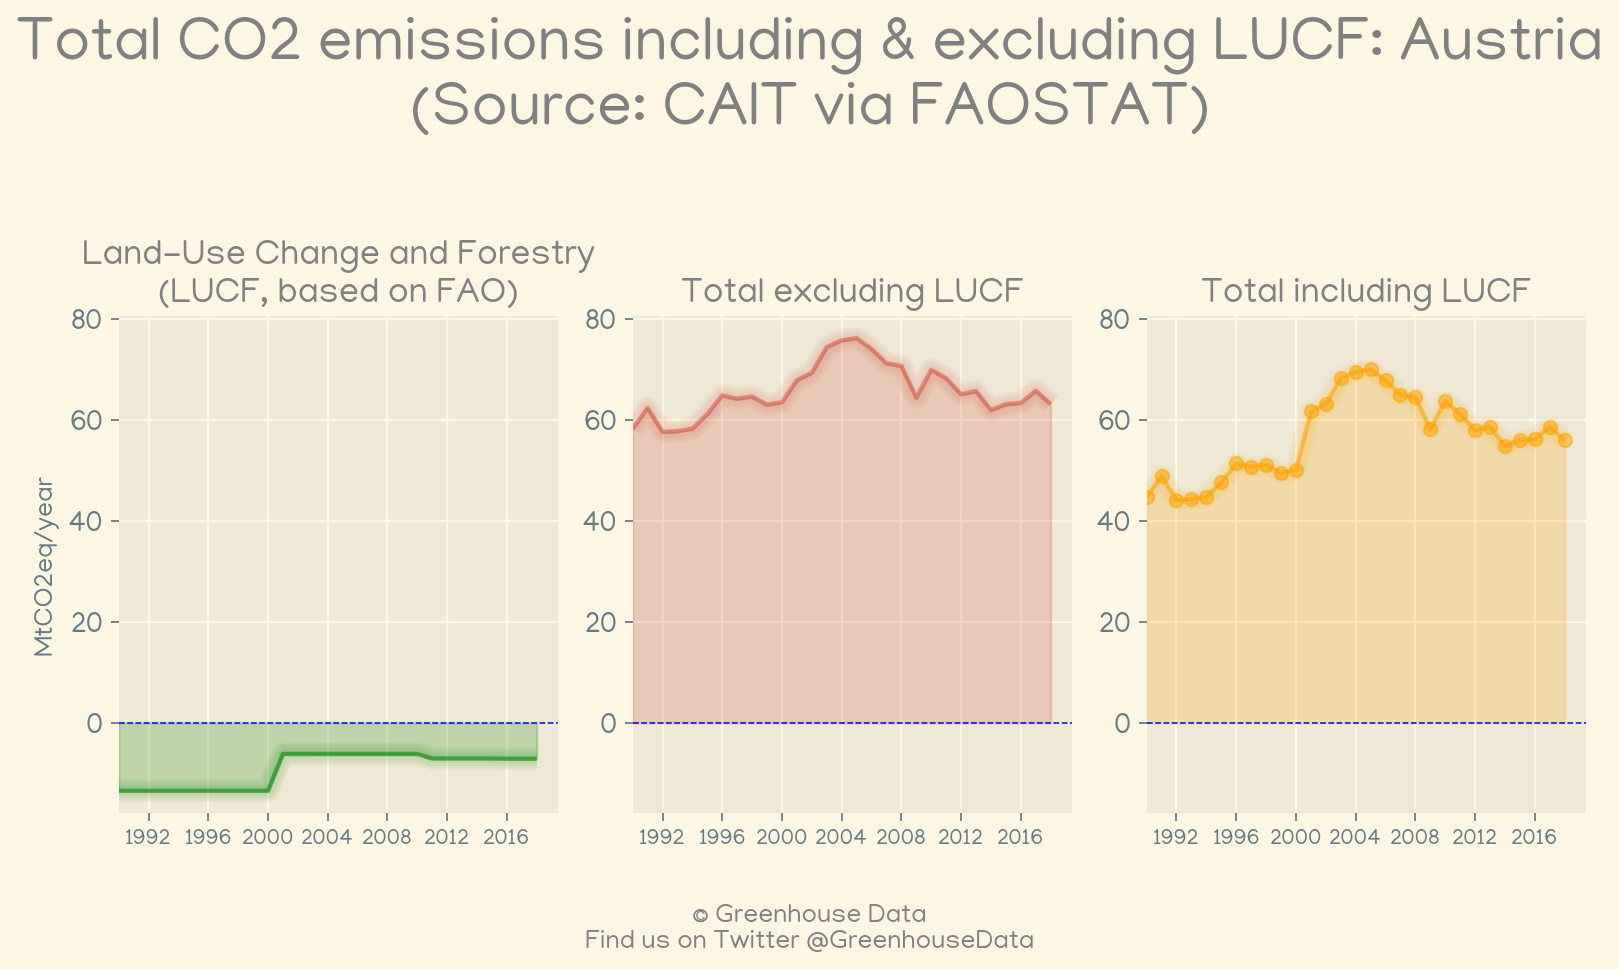 Total CO2 emissions including & excluding LUCF: Austria
(Source: CAIT via FAOSTAT)
Land-Use Change and Forestry
(LUCF, based on FAO)
Total excluding LUCF
Total including LUCF
MtCO2eq/year
80
60
40
20
0
1992 1996 2000 2004 2008 2012 2016
80
60
40
20
0
1992 1996 2000 2004 2008 2012 2016
80
60
40
20
0
1992 1996 2000 2004 2008 2012 2016
© Greenhouse Data
Find us on Twitter @GreenhouseData